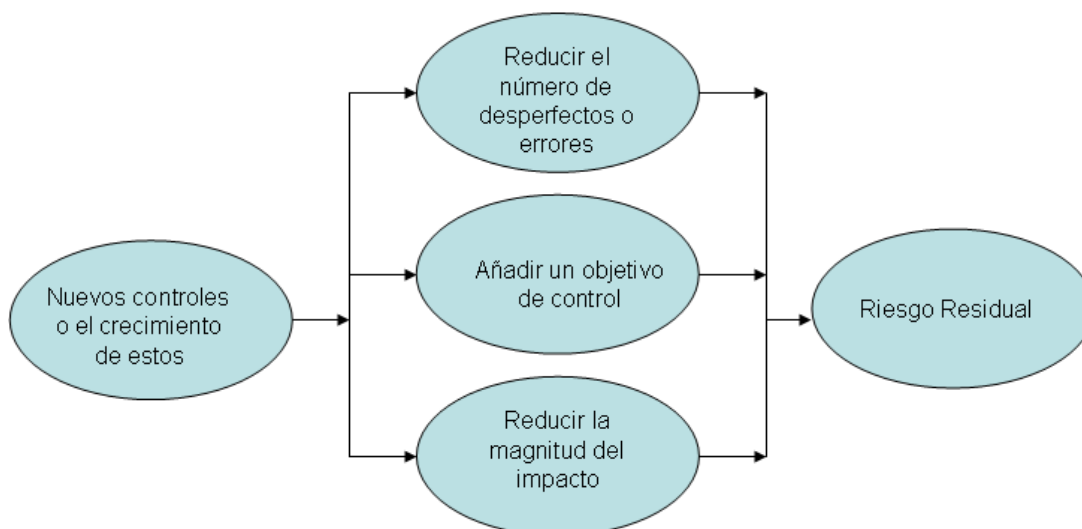 Reducir el
número de
desperfectos o
errores
Añadir un objetivo
de control
Nuevos controles
o el crecimiento
de estos
Riesgo Residual
Reducir la
magnitud del
impacto